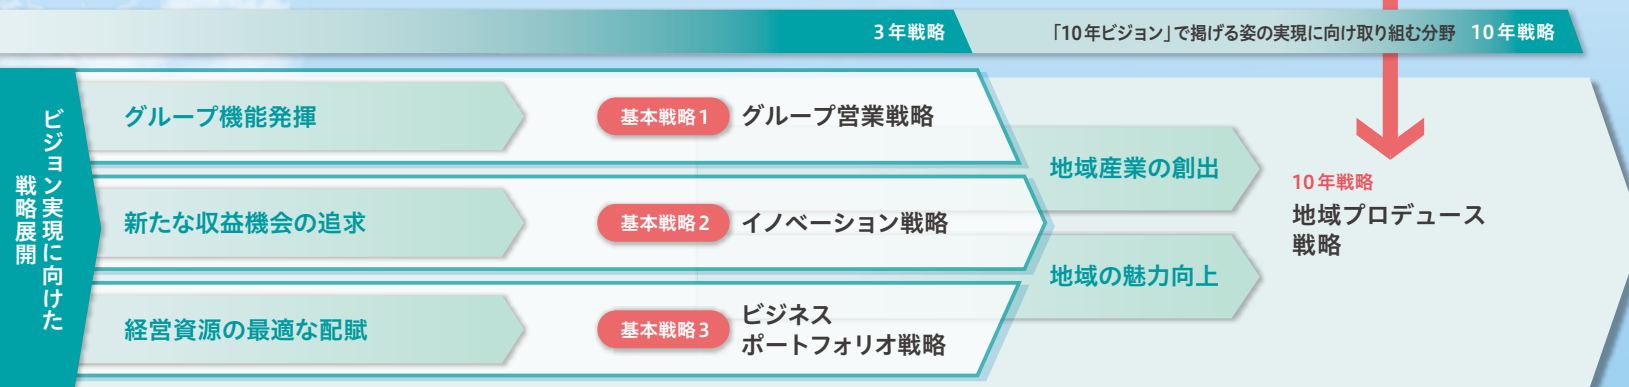 3年戦略
「10年ビジョン」で掲げる姿の実現に向け取り組む分野 10年戦略
ビジョン実現に向けた
戦略展開
グループ機能発揮
基本戦略1
グループ営業戦略
新たな収益機会の追求
基本戦略2
イノベーション戦略
経営資源の最適な配賦
基本戦略3
ビジネス
ポートフォリオ戦略
地域産業の創出
地域の魅力向上
10年戦略
地域プロデュース
戦略